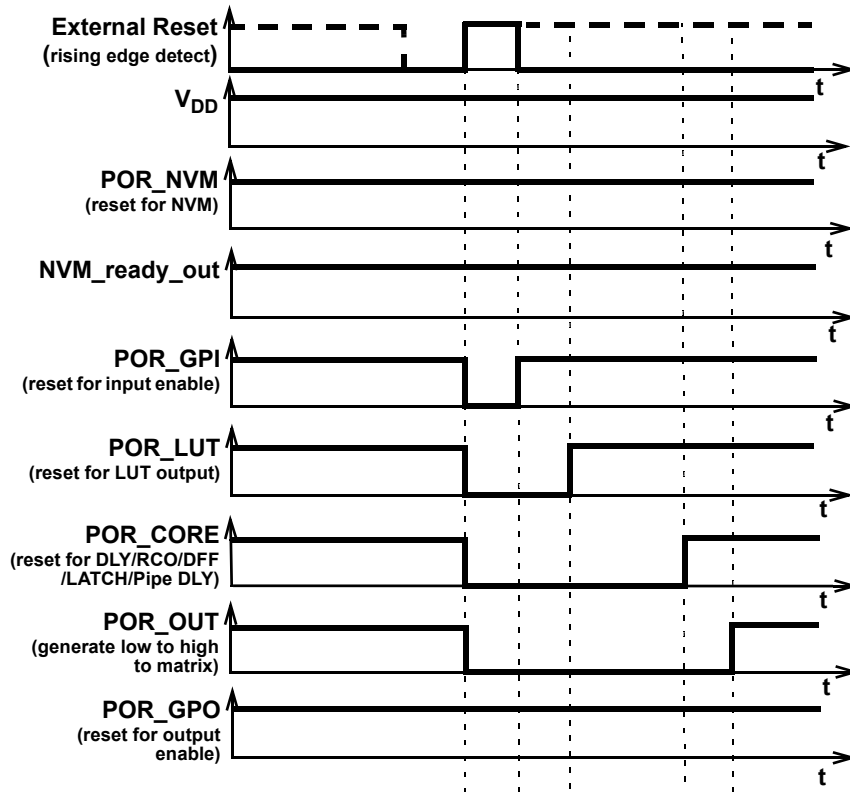 External Reset
(rising edge detect)
t
VDD
t
POR_NVM
(reset for NVM)
t
NVM_ready_out
t
POR_GPI
(reset for input enable)
t
POR_LUT
(reset for LUT output)
t
POR_CORE
(reset for DLY/RCO/DFF
/LATCH/Pipe DLY)
t
POR_OUT
(generate low to high
to matrix)
t
POR_GPO
(reset for output
enable)
t